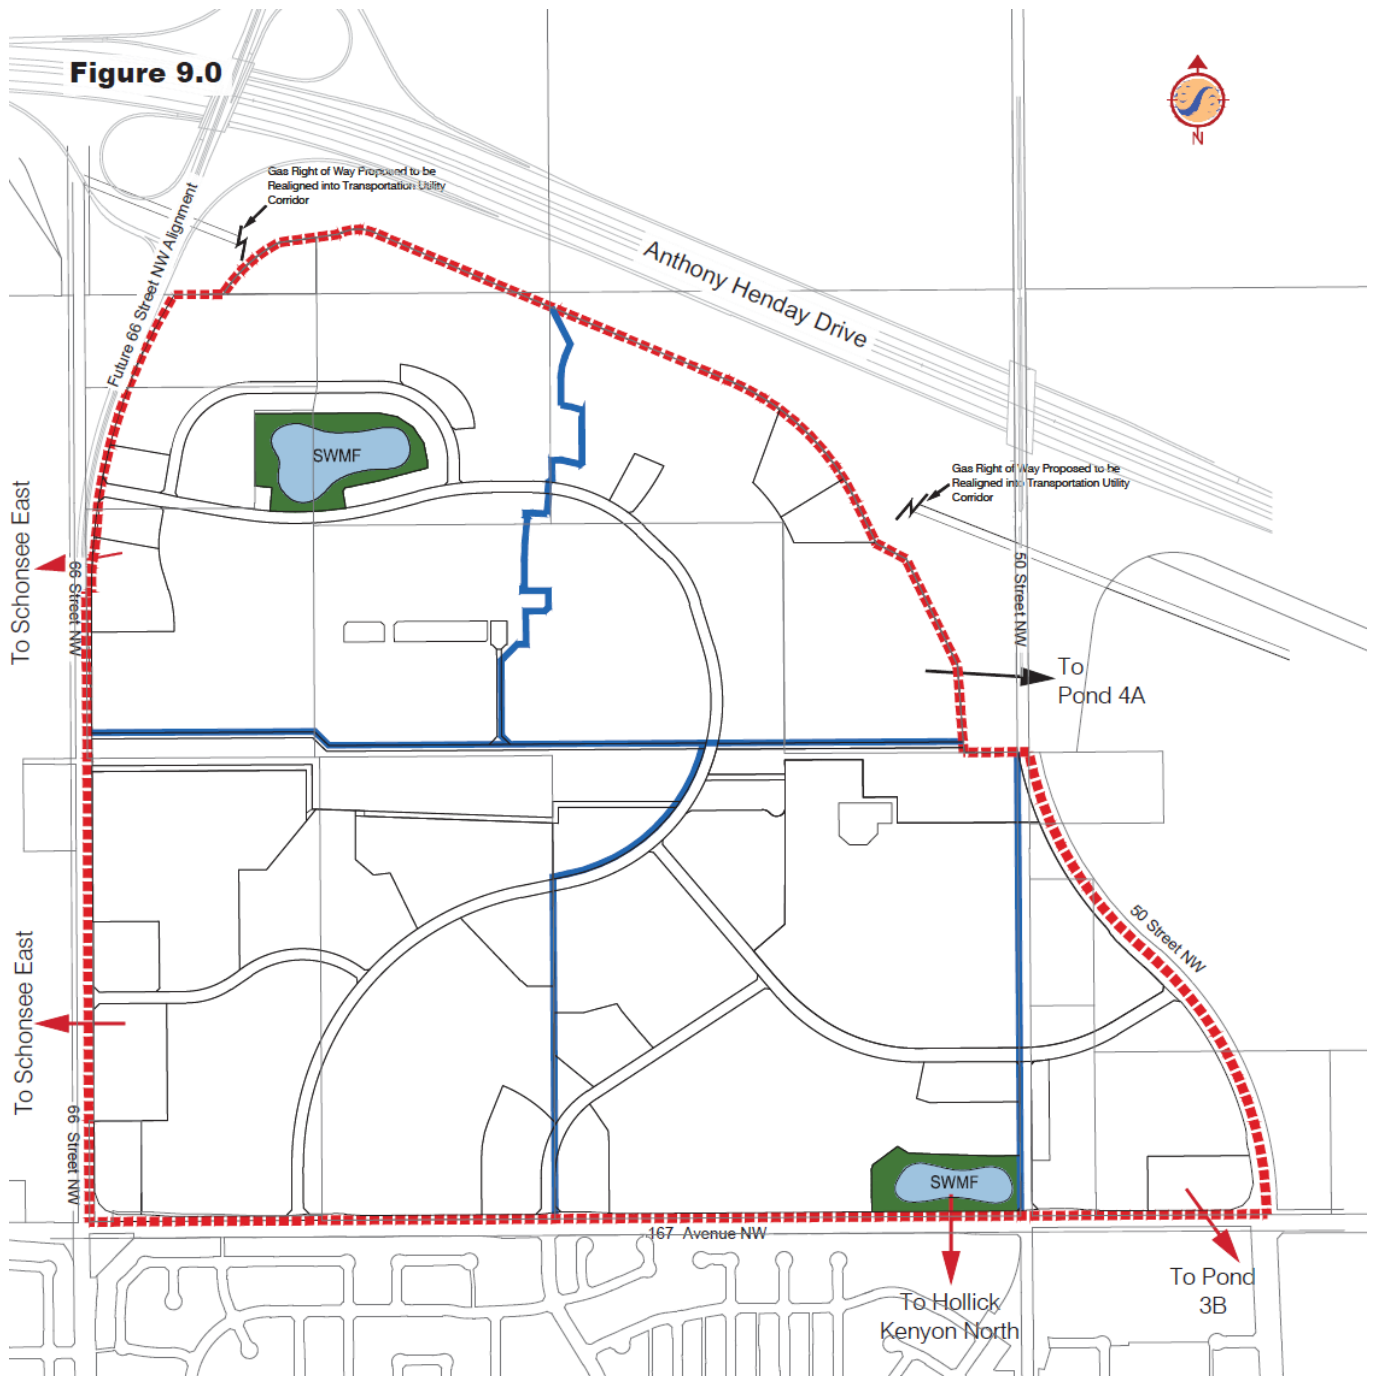 Figure 9.0
N
Gas Right of Way Proposed to be
Realigned into Transportation Utility
Corridor
Future 66 Street NW Alignment
Anthony Henday Drive
SWMF
Gas Right of Way Proposed to be
Realigned into Transportation Utility
Corridor
To Schonsee East
66 Street NW
50 Street NW
To
Pond 4A
50 Street NW
To Schonsee East
66 Street NW
SWMF
167 Avenue NW
To Pond
3B
To Hollick
Kenyon North